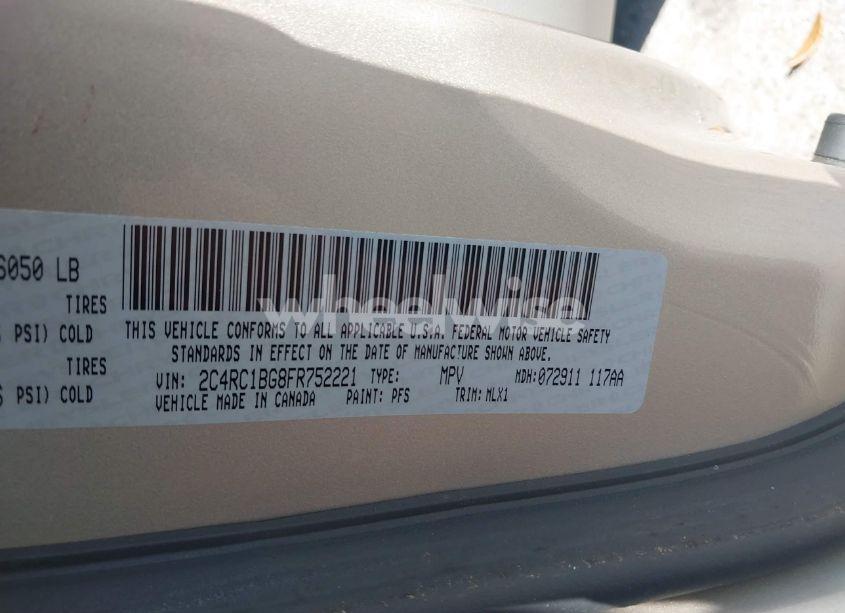 6050 LB
TIRES
PSI) COLD
THIS VEHICLE CONFORMS TO ALL APPLICABLE U.S.A. FEDERAL MOTOR VEHICLE SAFETY
STANDARDS IN EFFECT ON THE DATE OF MANUFACTURE SHOWN ABOVE.
TIRES
PSI) COLD
VIN: 2C4RC1BG8FR752221 TYPE: MPV MDH:072911 117AA
VEHICLE MADE IN CANADA PAINT: PFS TRIM: MLX1
wheelwise